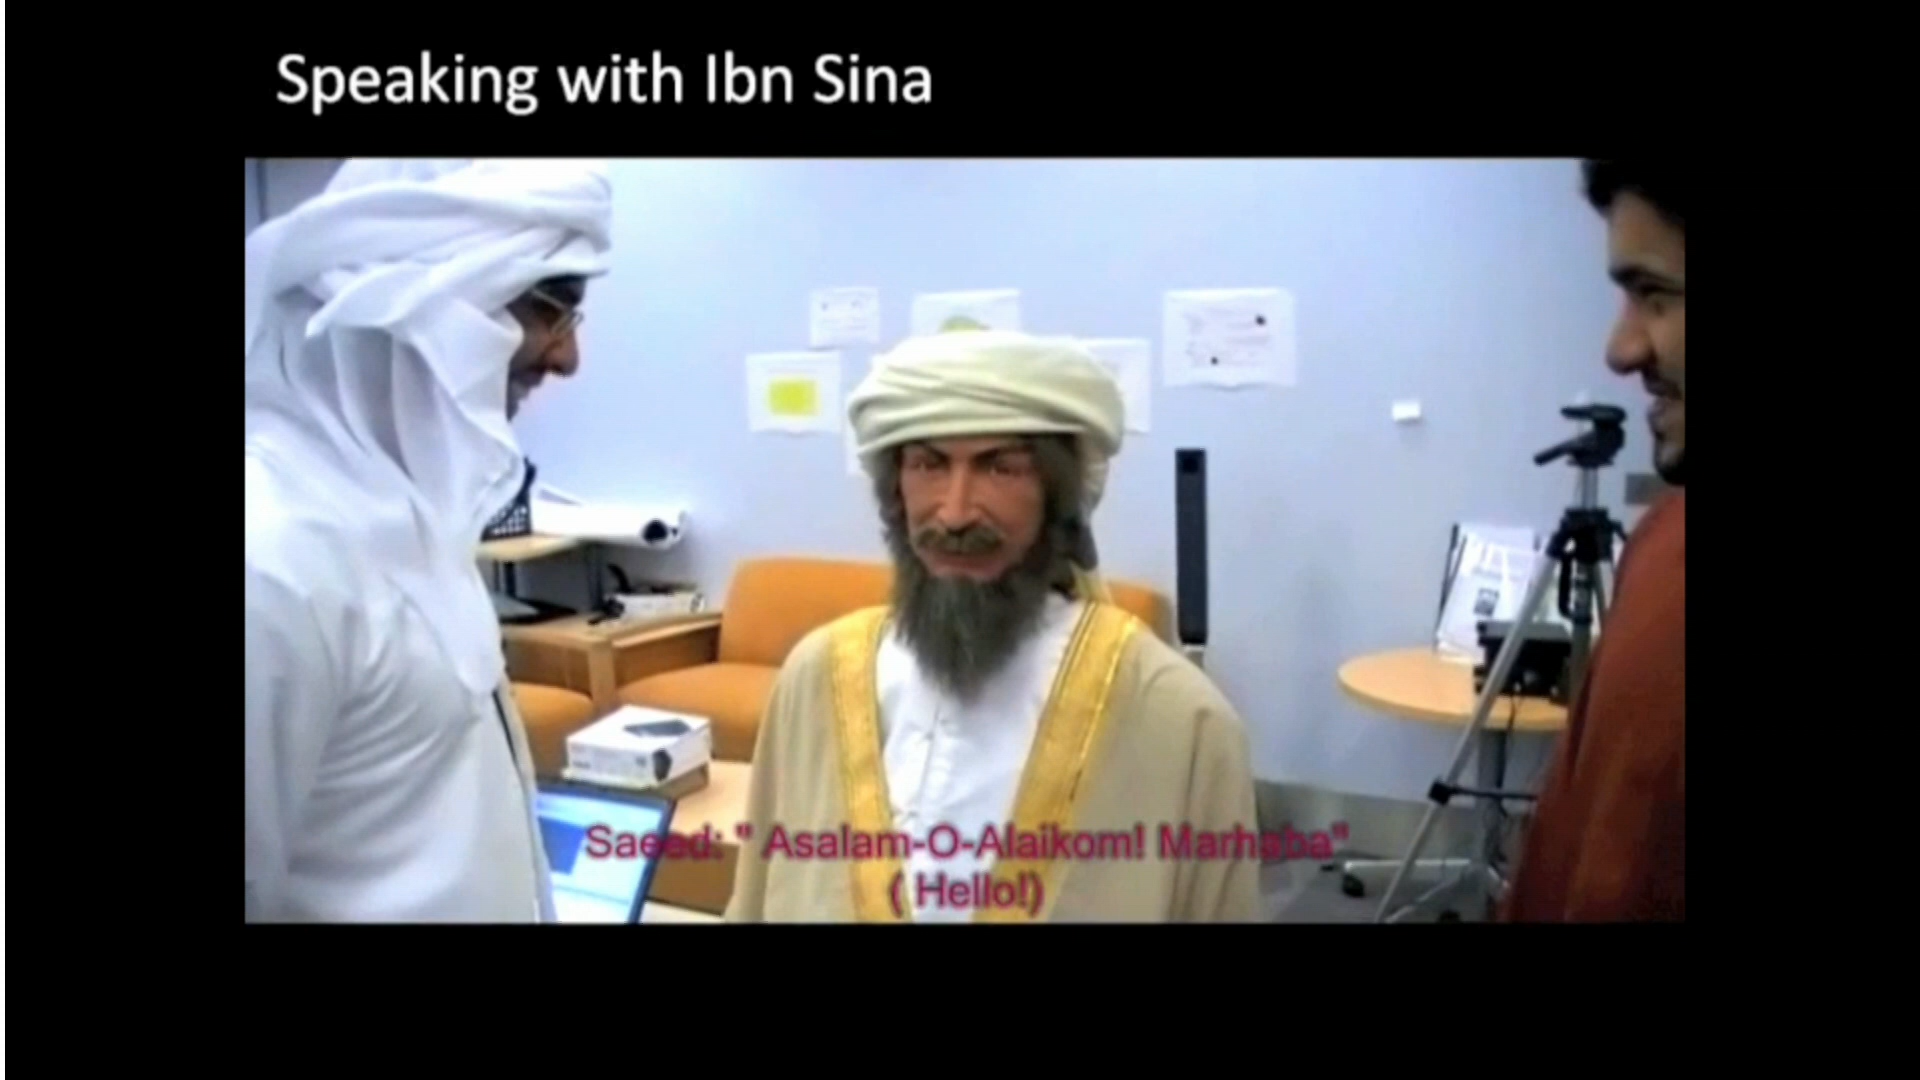 Speaking with Ibn Sina
Saeed: " Asalam-O-Alaikom! Marhaba"
( Hello!)